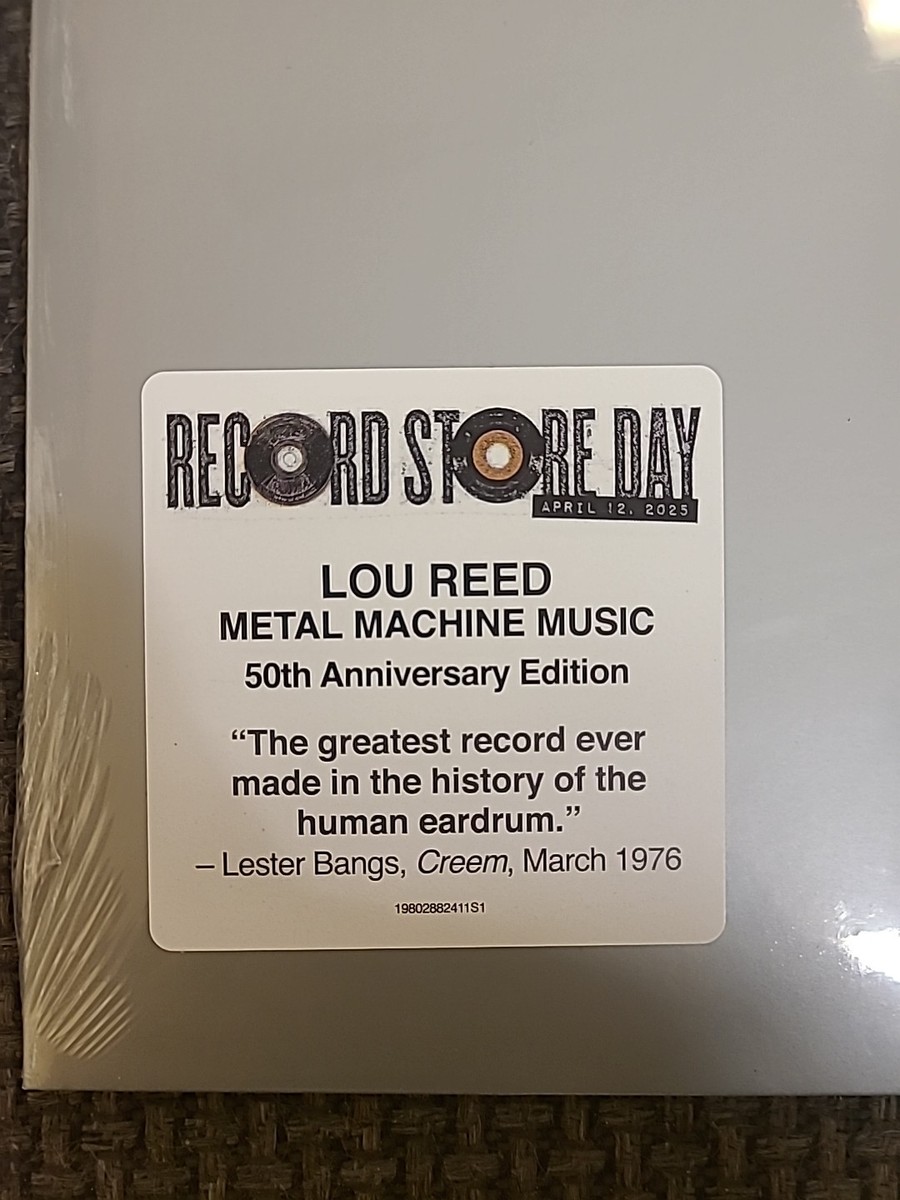 RECORD STORE DAY
APRIL 12, 2025
LOU REED
METAL MACHINE MUSIC
50th Anniversary Edition
“The greatest record ever
made in the history of the
human eardrum.”
– Lester Bangs, Creem, March 1976
19802882411S1